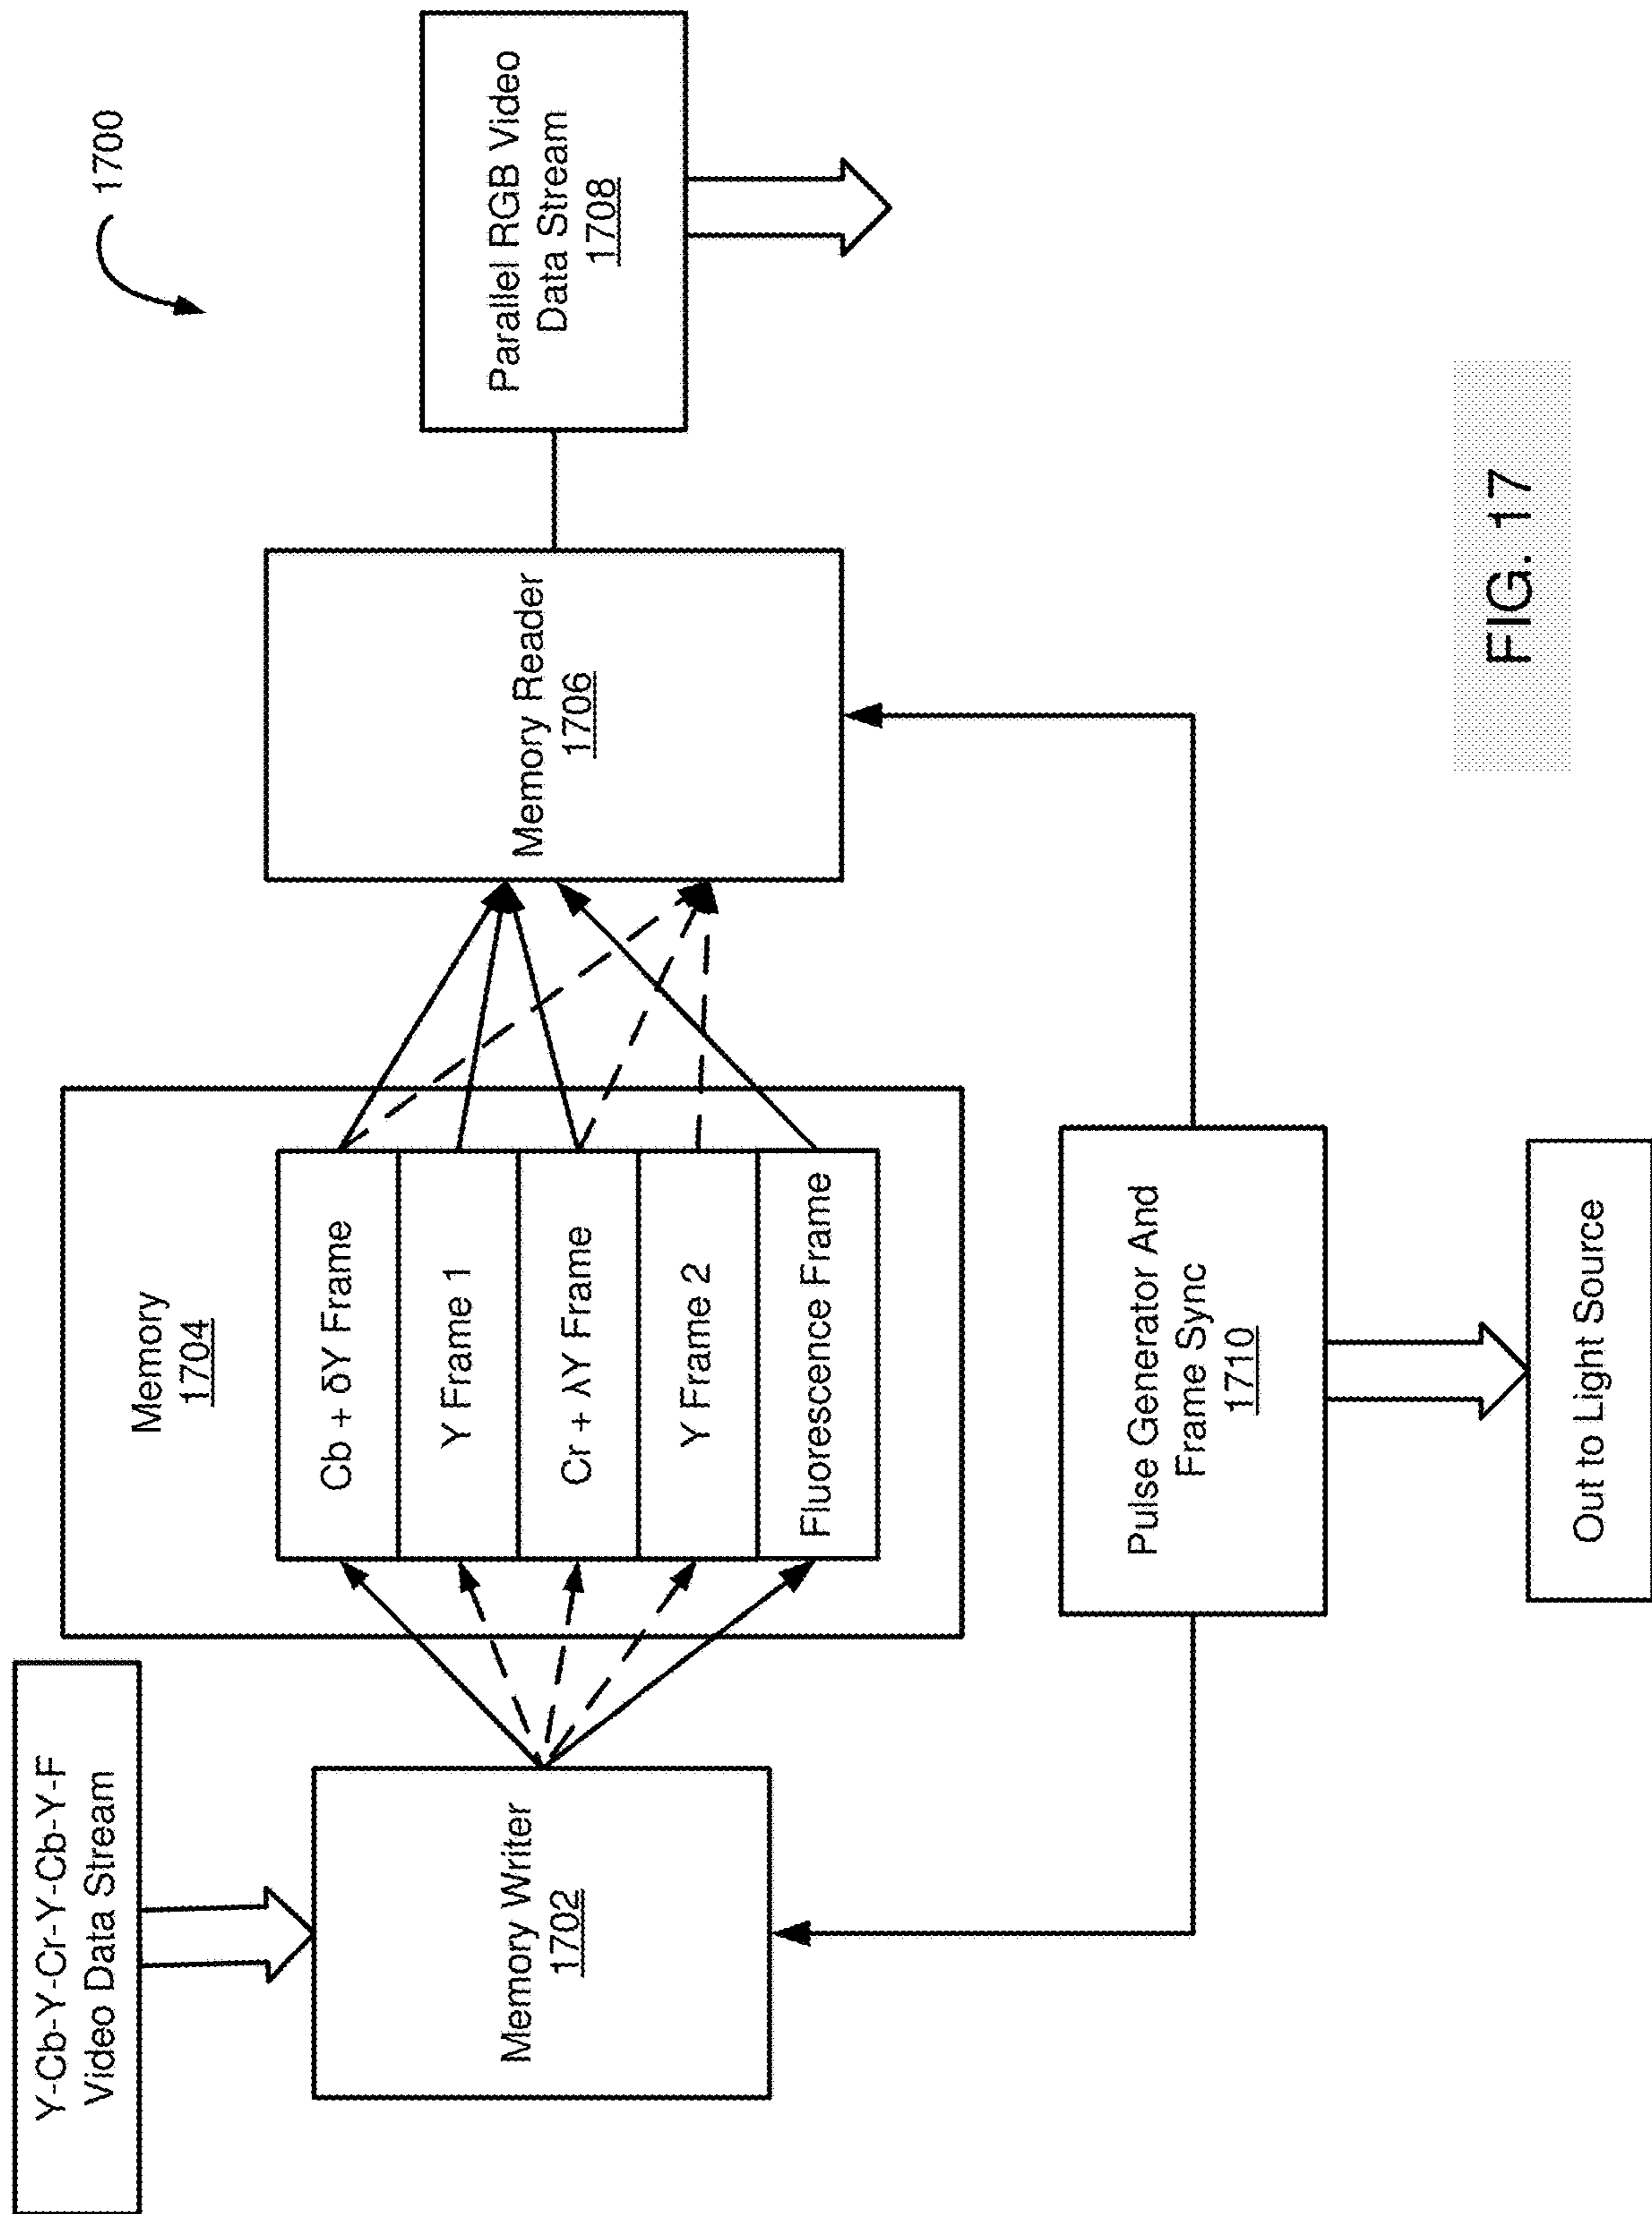 1700
Y-Cb-Y-Cr-Y-Cb-Y-F
Video Data Stream
Memory Writer
1702
Memory
1704
Cb + δY Frame
Y Frame 1
Cr + λY Frame
Y Frame 2
Fluorescence Frame
Memory Reader
1706
Parallel RGB Video
Data Stream
1708
Pulse Generator And
Frame Sync
1710
Out to Light Source
FIG. 17